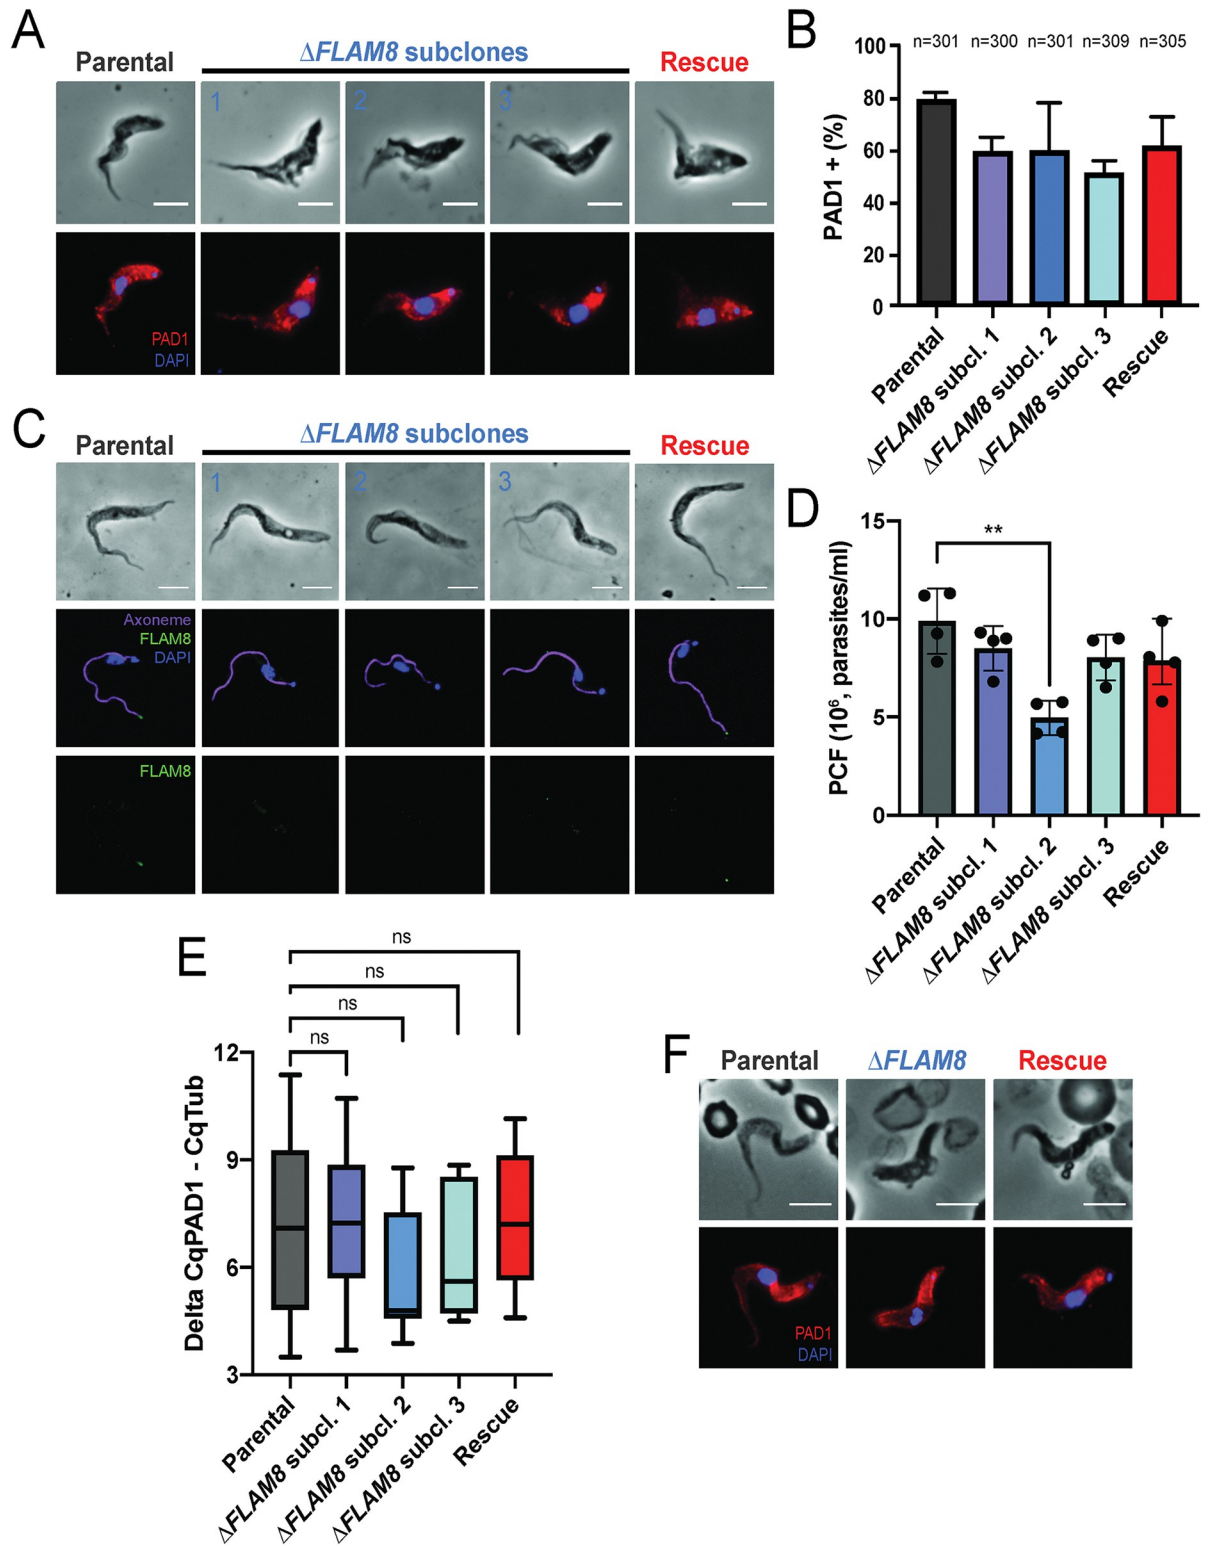 A
Parental
ΔFLAM8 subclones
Rescue
1
2
3
PAD1
DAPI
B
n=301 n=300 n=301 n=309 n=305
PAD1 + (%)
100
80
60
40
20
0
Parental
ΔFLAM8 subcl. 1
ΔFLAM8 subcl. 2
ΔFLAM8 subcl. 3
Rescue
C
Parental
ΔFLAM8 subclones
Rescue
1
2
3
Axoneme
FLAM8
DAPI
FLAM8
D
PCF (10⁶, parasites/ml)
15
10
5
0
**
Parental
ΔFLAM8 subcl. 1
ΔFLAM8 subcl. 2
ΔFLAM8 subcl. 3
Rescue
E
ns
ns
ns
ns
Delta CqPAD1 - CqTub
12
9
6
3
Parental
ΔFLAM8 subcl. 1
ΔFLAM8 subcl. 2
ΔFLAM8 subcl. 3
Rescue
F
Parental
ΔFLAM8
Rescue
PAD1
DAPI